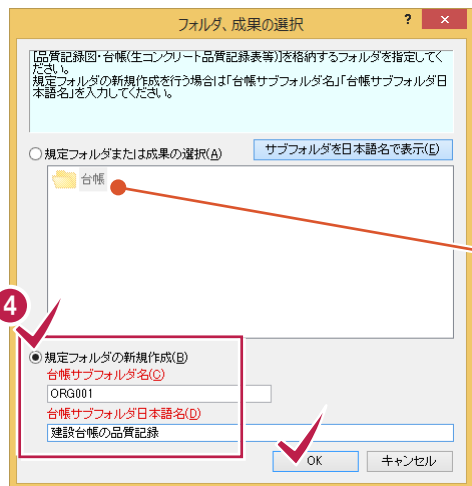 フォルダ、成果の選択
?
×
[品質記録図・台帳(生コンクリート品質記録表等)]を格納するフォルダを指定してく
ださい。
規定フォルダの新規作成を行う場合は「台帳サブフォルダ名」「台帳サブフォルダ日
本語名」を入力してください。
規定フォルダまたは成果の選択(A)
サブフォルダを日本語名で表示(E)
台帳
4
規定フォルダの新規作成(B)
台帳サブフォルダ名(C)
ORG001
台帳サブフォルダ日本語名(D)
建設台帳の品質記録
OK
キャンセル